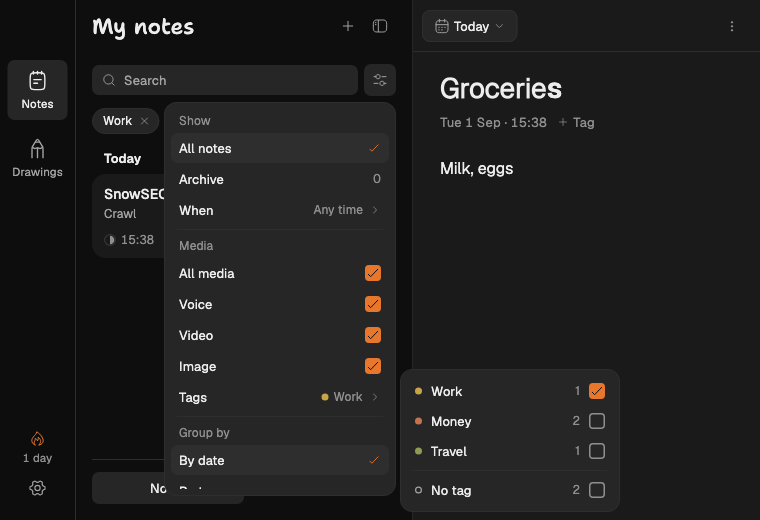 My notes
Today
Search
Groceries
Tue 1 Sep · 15:38 + Tag
Milk, eggs
Notes
Drawings
1 day
Work
Today
Crawl
15:38
Show
All notes
Archive 0
When Any time
Media
All media
Voice
Video
Image
Tags Work
Group by
By date
Work 1
Money 2
Travel 1
No tag 2